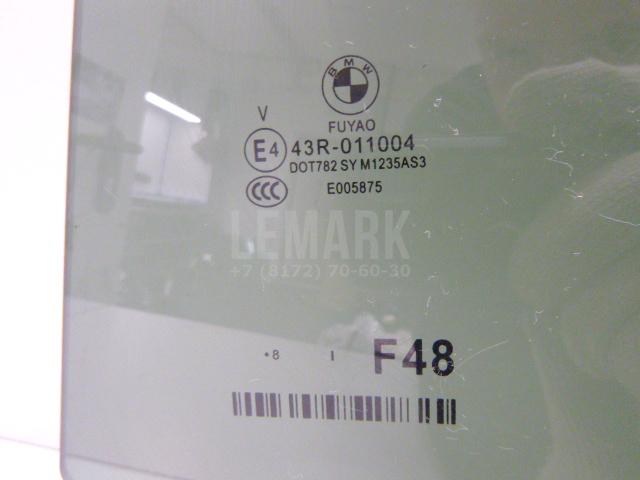 BMW
FUYAO
V
E4 43R-011004
DOT782 SY M1235AS3
CCC E005875
LEMARK
+7 (8172) 70-60-30
•8 I F48